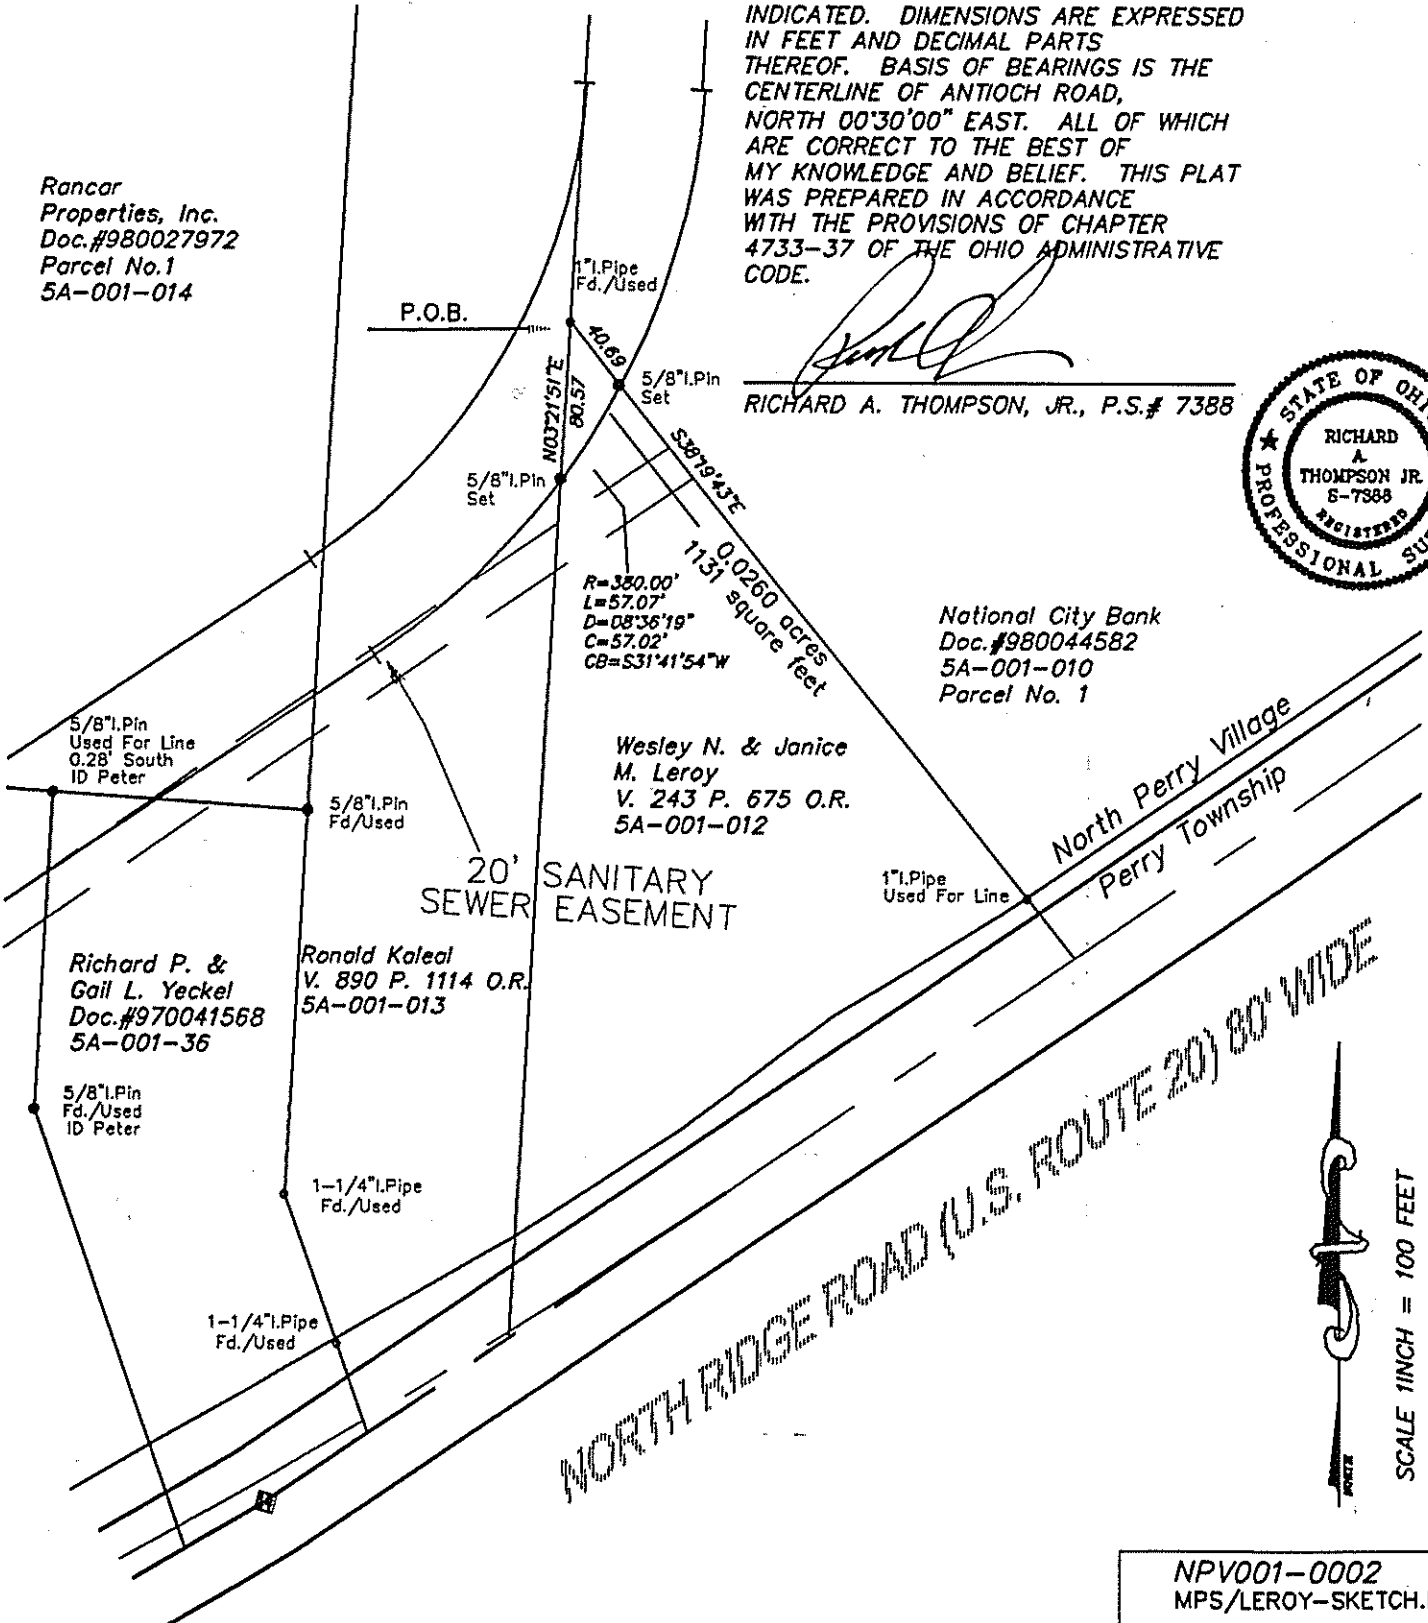 INDICATED. DIMENSIONS ARE EXPRESSED
IN FEET AND DECIMAL PARTS
THEREOF. BASIS OF BEARINGS IS THE
CENTERLINE OF ANTIOCH ROAD,
NORTH 00°30'00" EAST. ALL OF WHICH
ARE CORRECT TO THE BEST OF
MY KNOWLEDGE AND BELIEF. THIS PLAT
WAS PREPARED IN ACCORDANCE
WITH THE PROVISIONS OF CHAPTER
4733-37 OF THE OHIO ADMINISTRATIVE
CODE.
RICHARD A. THOMPSON, JR., P.S.# 7388
STATE OF OHI
RICHARD
A.
THOMPSON JR
S-7388
REGISTERED
PROFESSIONAL SU
Rancar
Properties, Inc.
Doc.#980027972
Parcel No.1
5A-001-014
P.O.B.
1"I.Pipe
Fd./Used
40.69
5/8"I.Pin
Set
N03°21'51"E
80.57
5/8"I.Pin
Set
S38°19'43"E
0.0260 acres
1131 square feet
R=380.00'
L=57.07'
D=08°36'19"
C=57.02'
CB=S31°41'54"W
National City Bank
Doc.#980044582
5A-001-010
Parcel No. 1
5/8"I.Pin
Used For Line
0.28' South
ID Peter
5/8"I.Pin
Fd/Used
Wesley N. & Janice
M. Leroy
V. 243 P. 675 O.R.
5A-001-012
North Perry Village
Perry Township
20' SANITARY
SEWER EASEMENT
1"I.Pipe
Used For Line
Richard P. &
Gail L. Yeckel
Doc.#970041568
5A-001-36
Ronald Kaleal
V. 890 P. 1114 O.R.
5A-001-013
5/8"I.Pin
Fd./Used
ID Peter
1-1/4"I.Pipe
Fd./Used
1-1/4"I.Pipe
Fd./Used
NORTH RIDGE ROAD (U.S. ROUTE 20) 80' WIDE
NORTH
SCALE 1INCH = 100 FEET
NPV001-0002
MPS/LEROY-SKETCH.